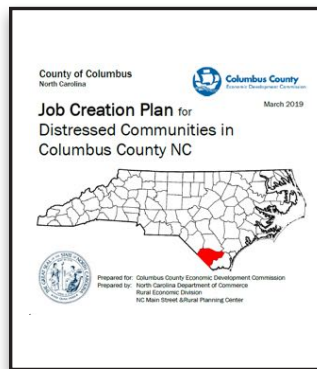 County of Columbus
North Carolina
Columbus County
Economic Development Commission
March 2019
Job Creation Plan for
Distressed Communities in
Columbus County NC
Prepared for: Columbus County Economic Development Commission
Prepared by: North Carolina Department of Commerce
Rural Economic Division
NC Main Street &Rural Planning Center